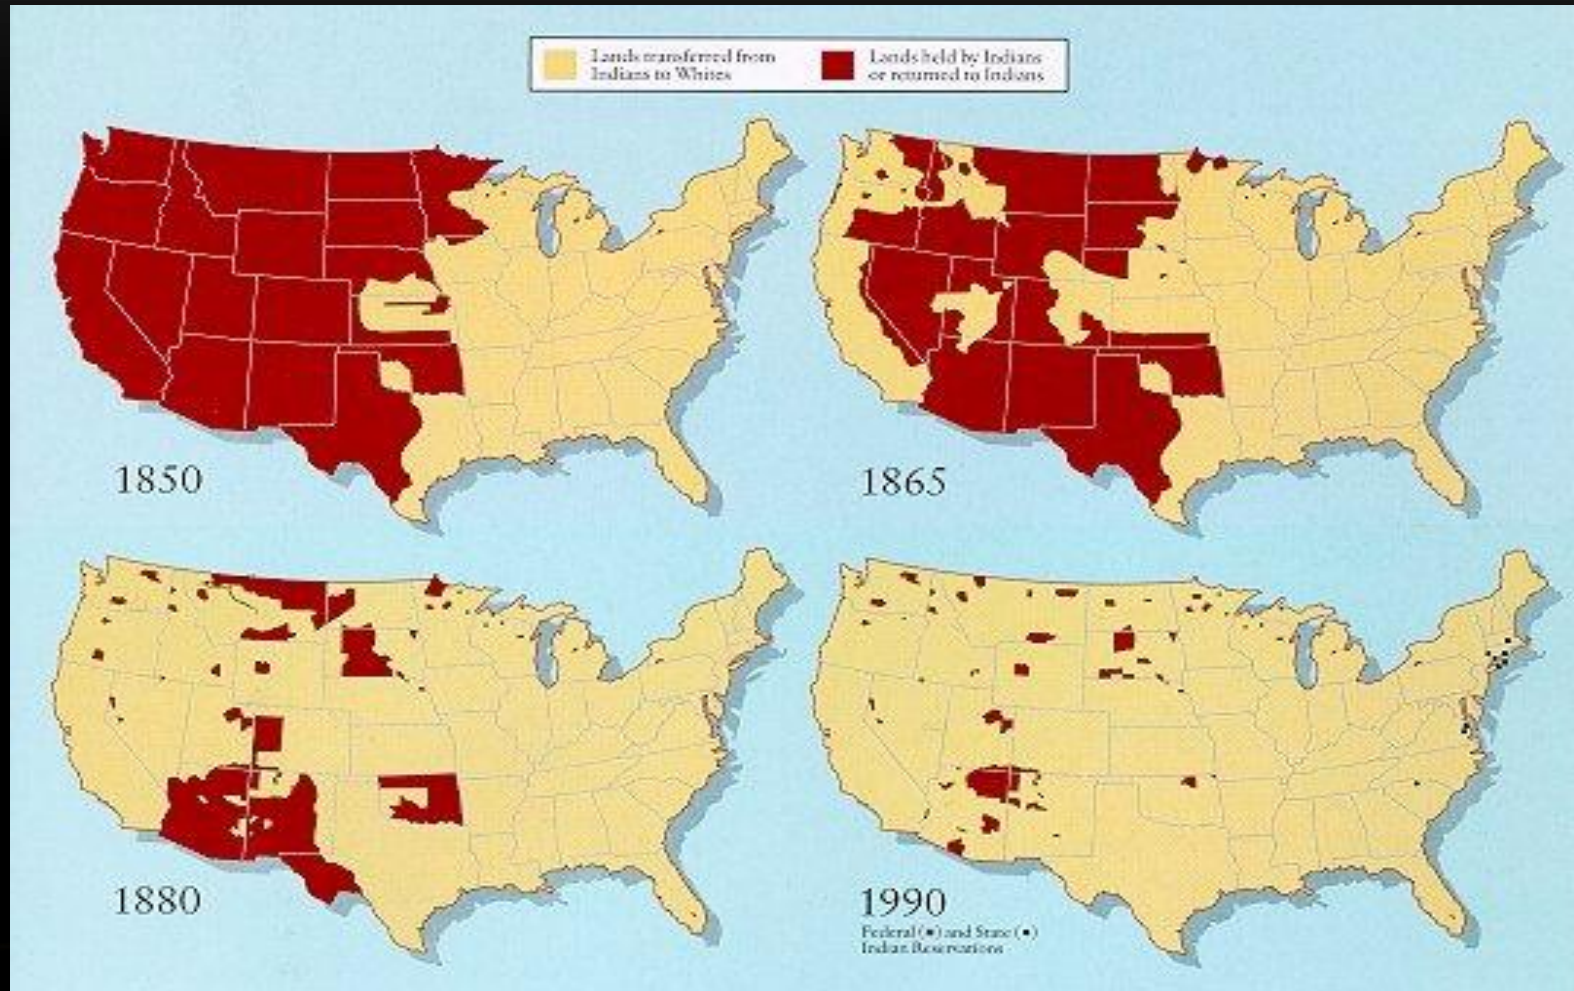 Lands transferred from
Indians to Whites
Lands held by Indians
or returned to Indians
1850
1865
1880
1990
Federal (▪) and State (•)
Indian Reservations